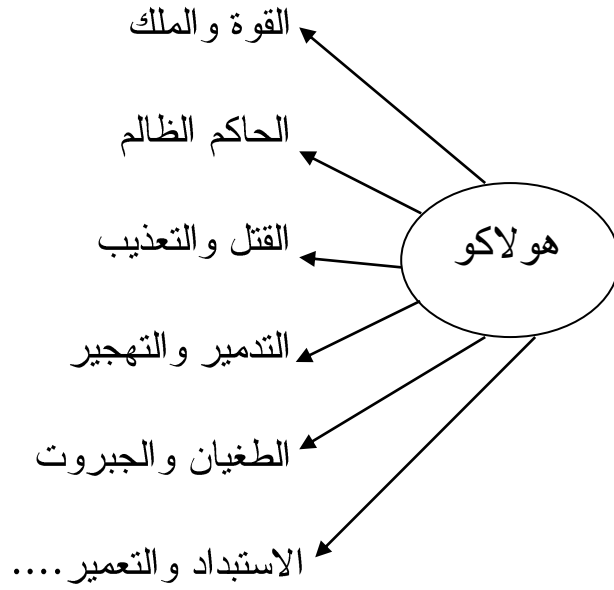 القوة والملك
الحاكم الظالم
القتل والتعذيب
هولاكو
التدمير والتهجير
الطغيان والجبروت
الاستبداد والتعمير....